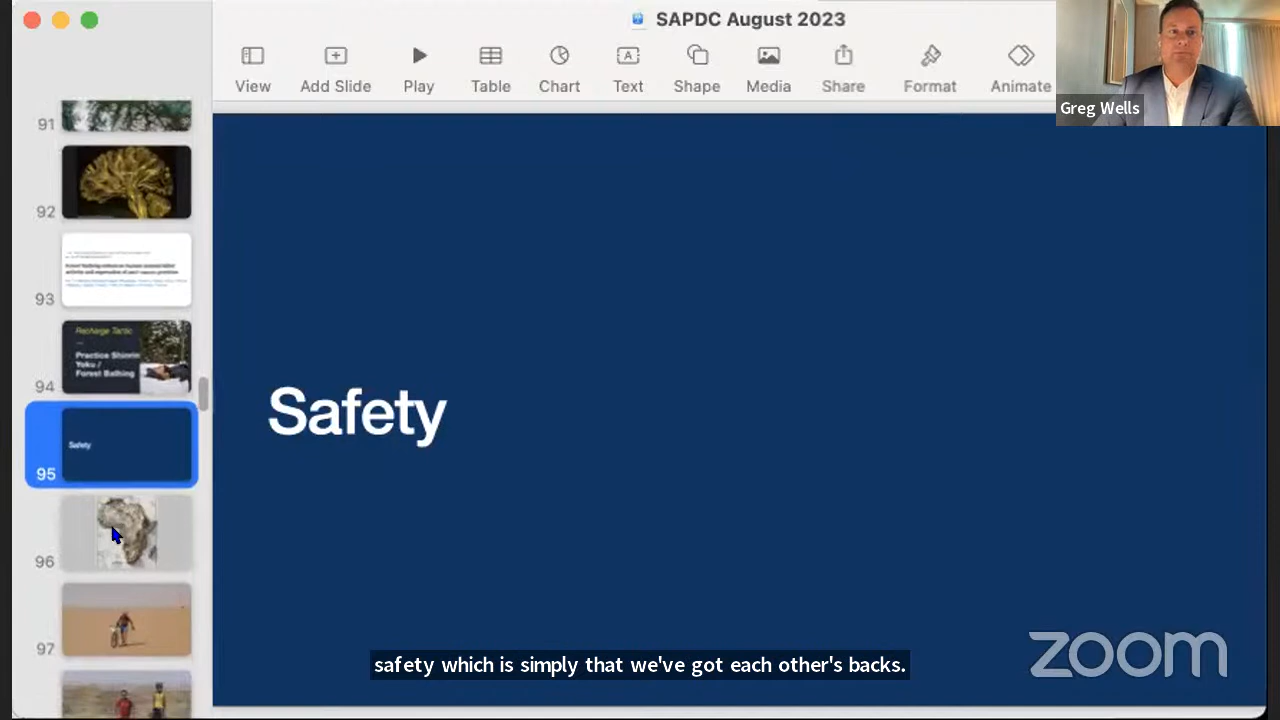 SAPDC August 2023
View
Add Slide
Play
Table
Chart
Text
Shape
Media
Share
Format
Animate
Greg Wells
91
92
93
94
Recharge Tactic
Practice Shinrin
Yoku /
Forest Bathing
95
Safety
96
97
Safety
safety which is simply that we've got each other's backs.
zoom